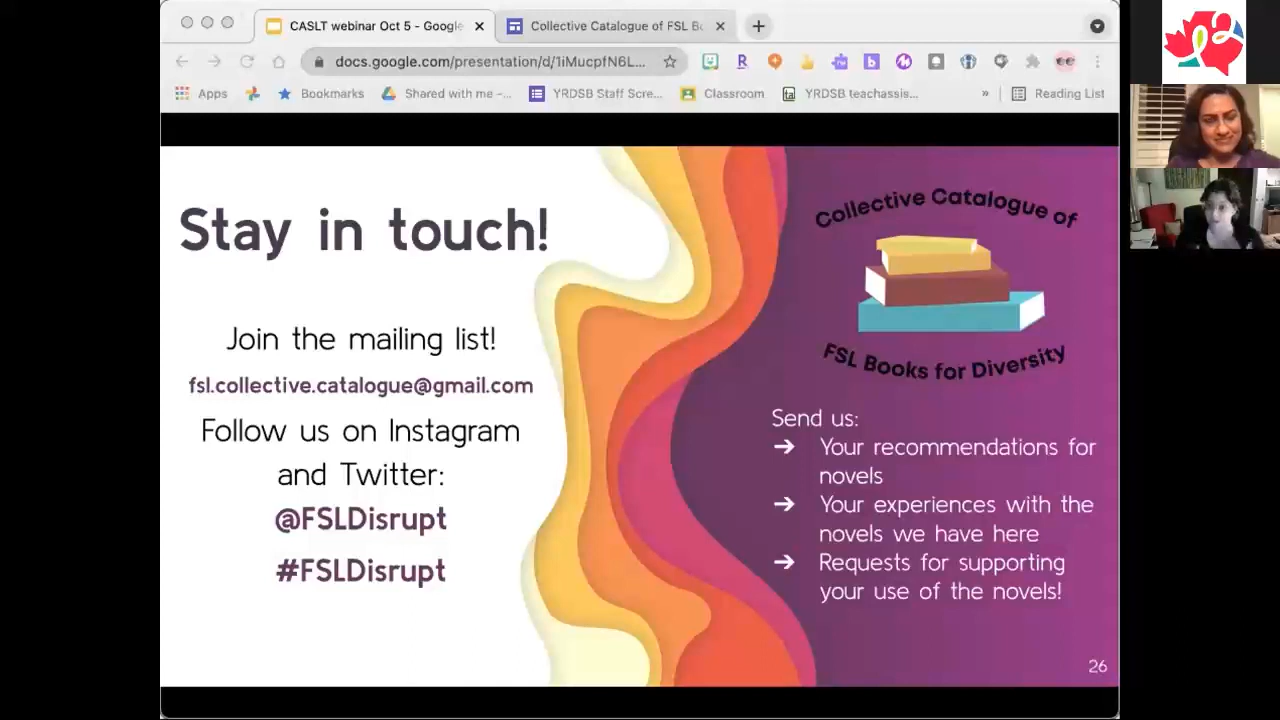 CASLT webinar Oct 5 - Google
Collective Catalogue of FSL Bo
docs.google.com/presentation/d/1iMucpfN6L...
Apps
Bookmarks
Shared with me -...
YRDSB Staff Scre...
Classroom
YRDSB teachassis...
»
Reading List
Stay in touch!
Join the mailing list!
fsl.collective.catalogue@gmail.com
Follow us on Instagram
and Twitter:
@FSLDisrupt
#FSLDisrupt
Collective Catalogue of
FSL Books for Diversity
Send us:
➔ Your recommendations for
novels
➔ Your experiences with the
novels we have here
➔ Requests for supporting
your use of the novels!
26